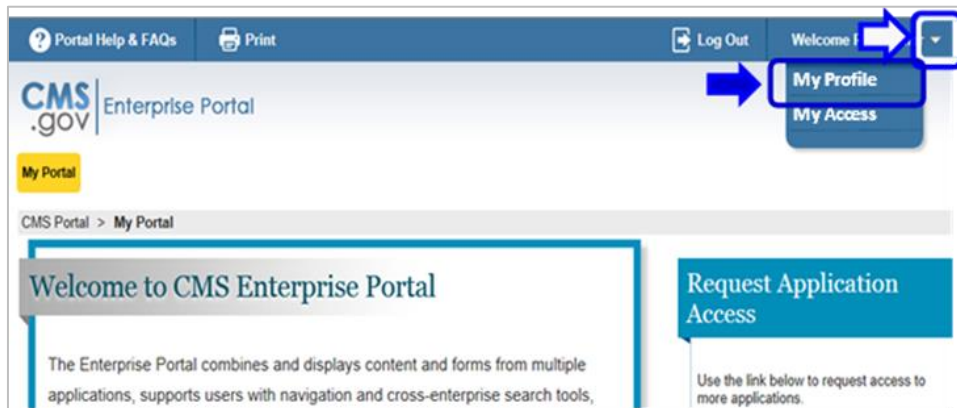 Portal Help & FAQs Print Log Out Welcome
My Profile
My Access
CMS
.gov
Enterprise Portal
My Portal
CMS Portal > My Portal
Welcome to CMS Enterprise Portal
The Enterprise Portal combines and displays content and forms from multiple
applications, supports users with navigation and cross-enterprise search tools,
Request Application
Access
Use the link below to request access to
more applications.